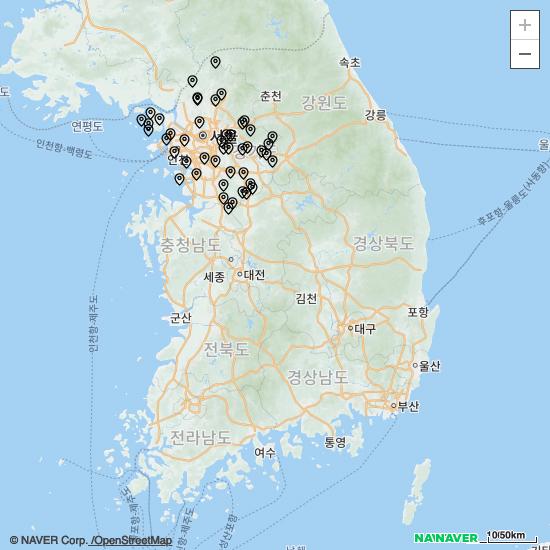 속초
춘천
강원도
강릉
연평도
인천항-백령도
서울
인천
울
후포항-울릉도(사동항)
충청남도
경상북도
세종
대전
김천
포항
군산
인천항-제주도
대구
전북도
경상남도
울산
부산
전라남도
여수
통영
+
−
© NAVER Corp. /OpenStreetMap
NAVER
10/50km